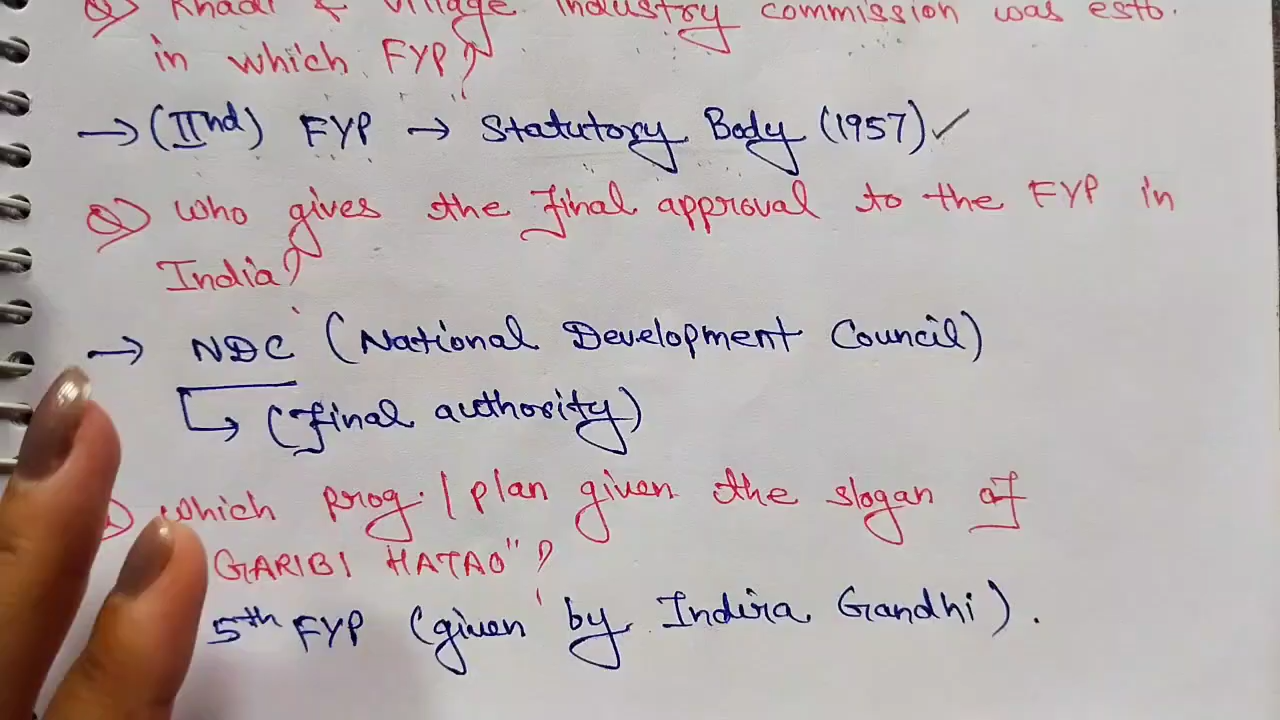 Q) Khadi & Village Industry commission was estb.
in which FYP?
→ (IInd) FYP → Statutory Body (1957) ✓
Q) Who gives the final approval to the FYP in
India?
→ NDC (National Development Council)
↳ (final authority)
which prog./plan given the slogan of
GARIBI HATAO"?
5th FYP (given by Indira Gandhi).